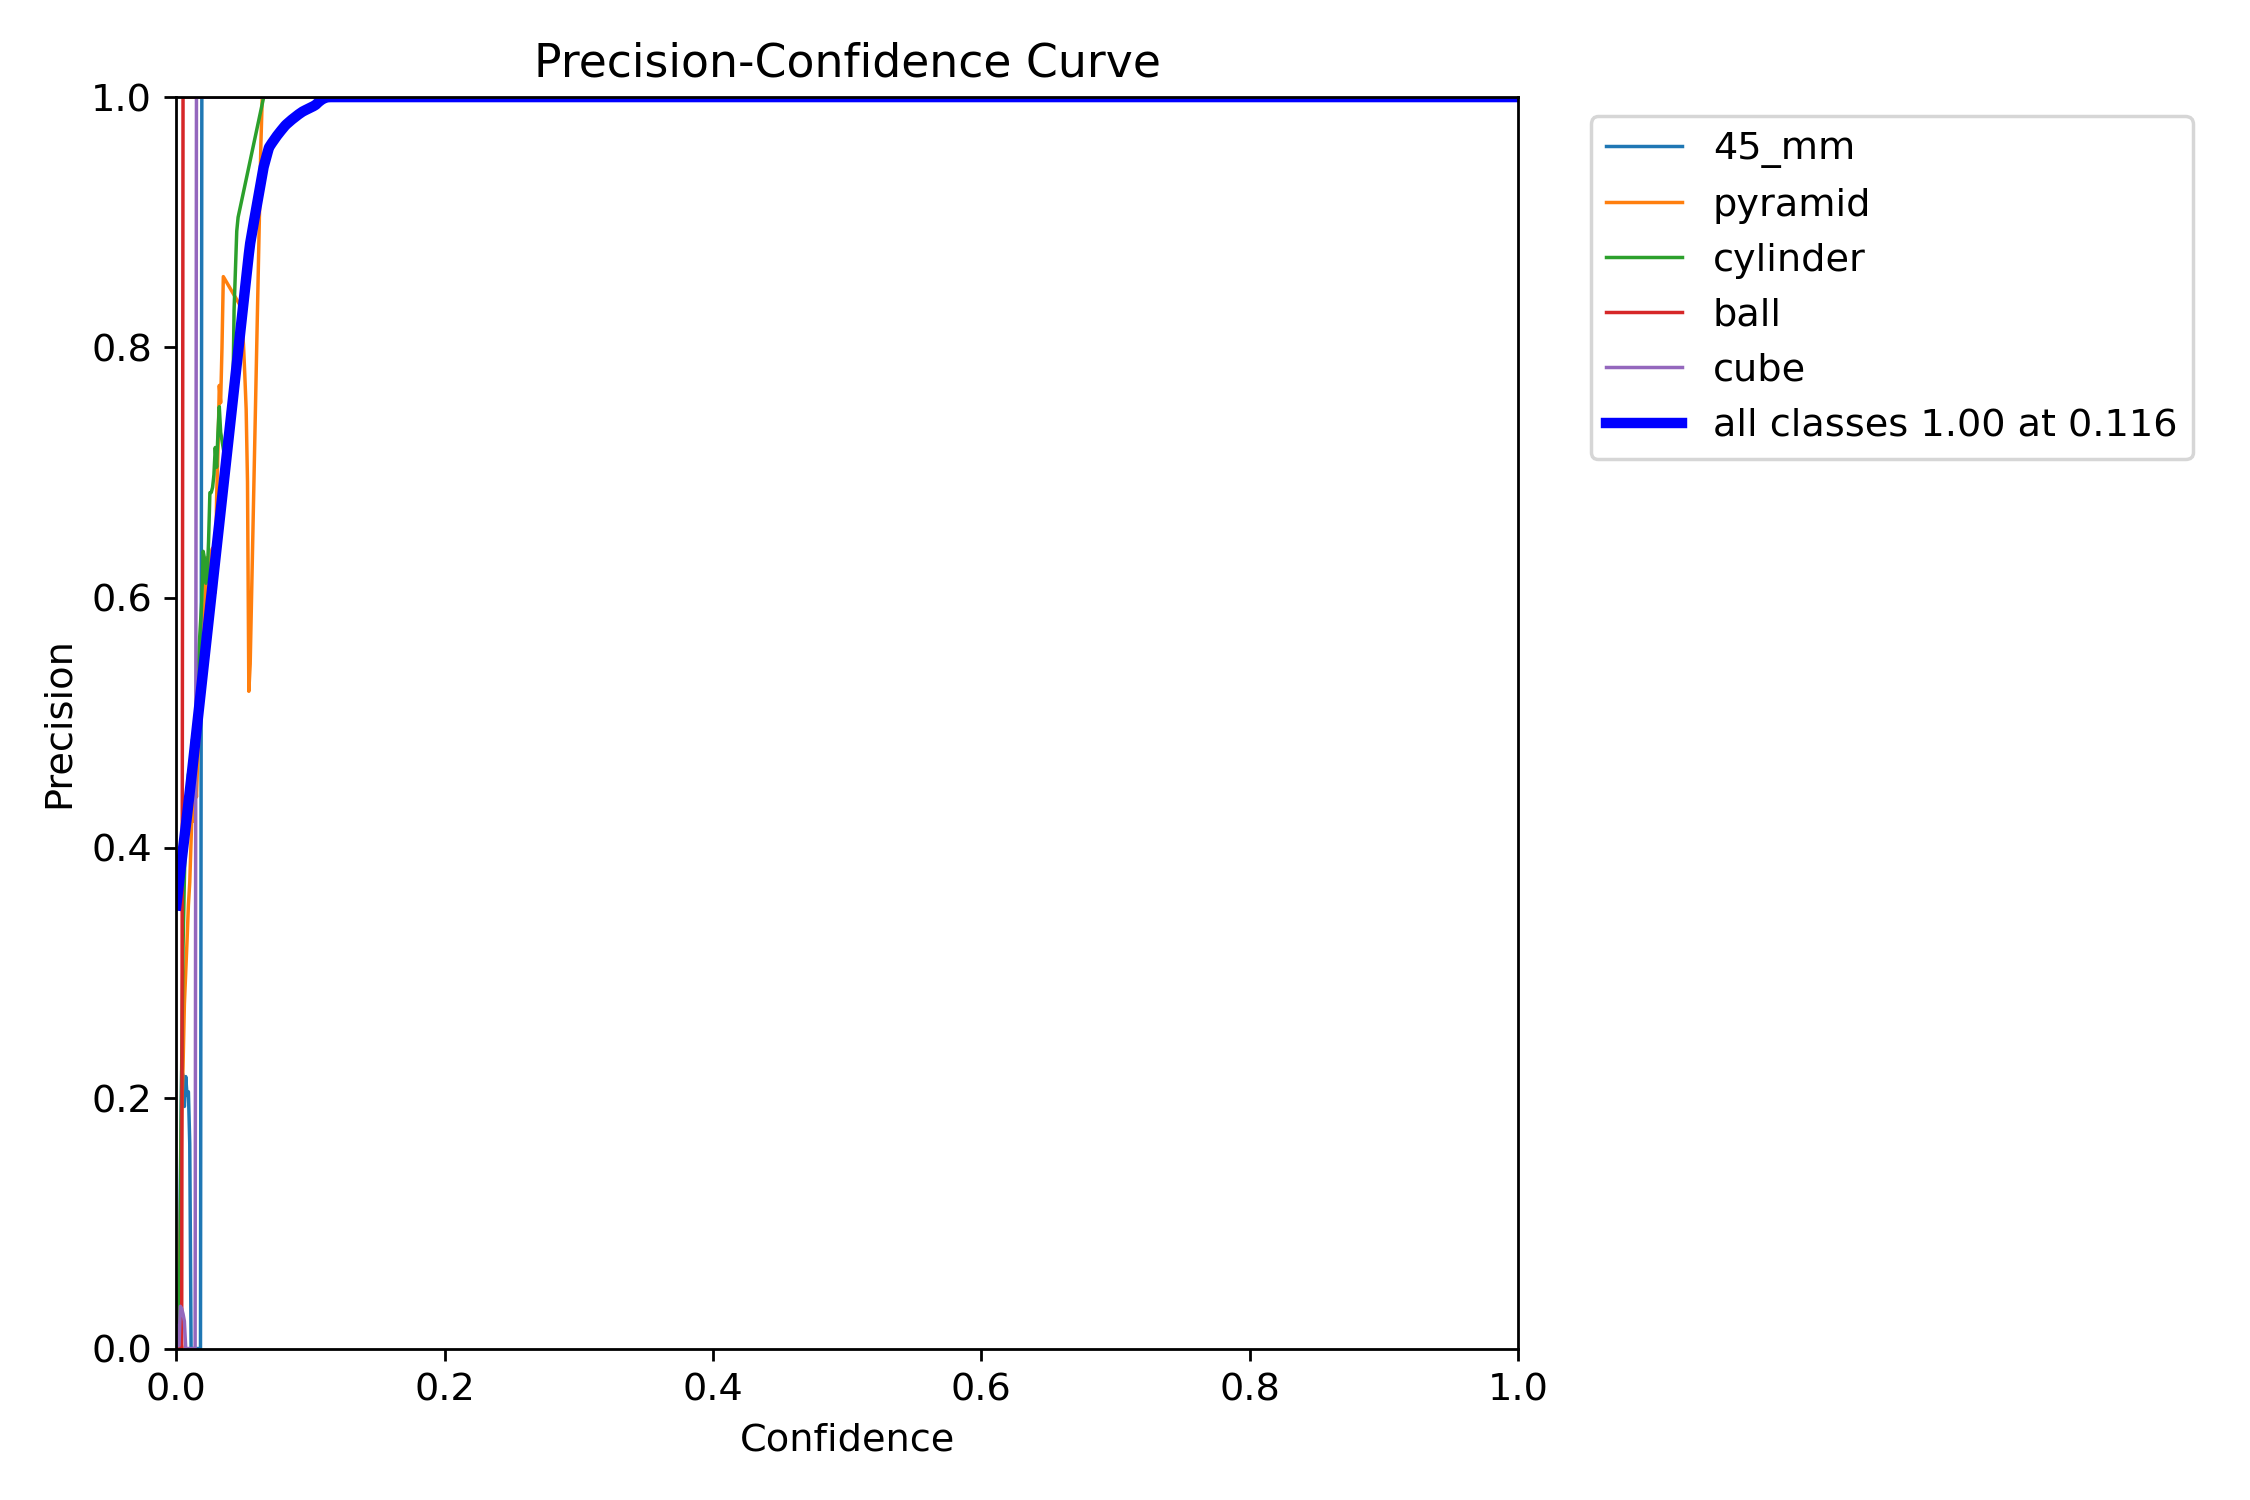 Precision-Confidence Curve
1.0
0.8
0.6
0.4
0.2
0.0
Precision
0.0 0.2 0.4 0.6 0.8 1.0
Confidence
45_mm
pyramid
cylinder
ball
cube
all classes 1.00 at 0.116